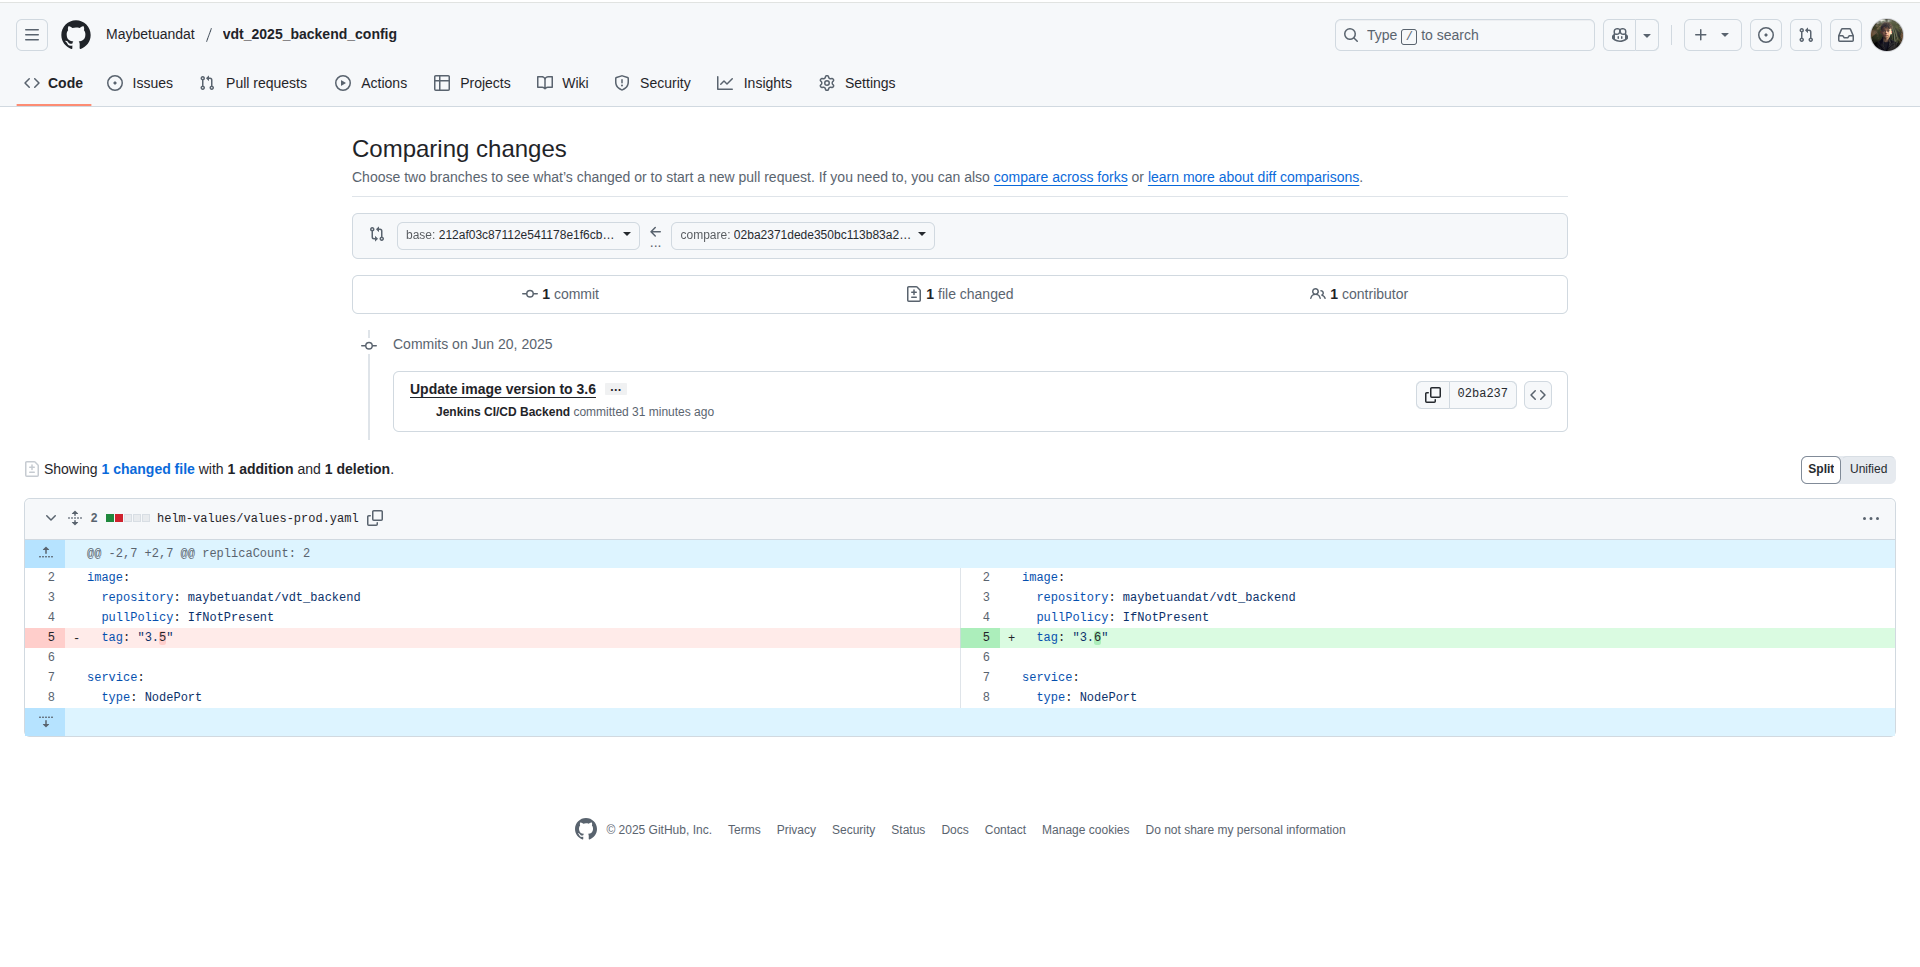 Maybetuandat / vdt_2025_backend_config
Type / to search
Code Issues Pull requests Actions Projects Wiki Security Insights Settings
Comparing changes
Choose two branches to see what's changed or to start a new pull request. If you need to, you can also compare across forks or learn more about diff comparisons.
base: 212af03c87112e541178e1f6cb... ... compare: 02ba2371dede350bc113b83a2...
1 commit 1 file changed 1 contributor
Commits on Jun 20, 2025
Update image version to 3.6 ...
02ba237
Jenkins CI/CD Backend committed 31 minutes ago
Showing 1 changed file with 1 addition and 1 deletion.
Split Unified
2 helm-values/values-prod.yaml
@@ -2,7 +2,7 @@ replicaCount: 2
2 image: 2 image:
3 repository: maybetuandat/vdt_backend 3 repository: maybetuandat/vdt_backend
4 pullPolicy: IfNotPresent 4 pullPolicy: IfNotPresent
5 - tag: "3.5" 5 + tag: "3.6"
6 6
7 service: 7 service:
8 type: NodePort 8 type: NodePort
© 2025 GitHub, Inc. Terms Privacy Security Status Docs Contact Manage cookies Do not share my personal information